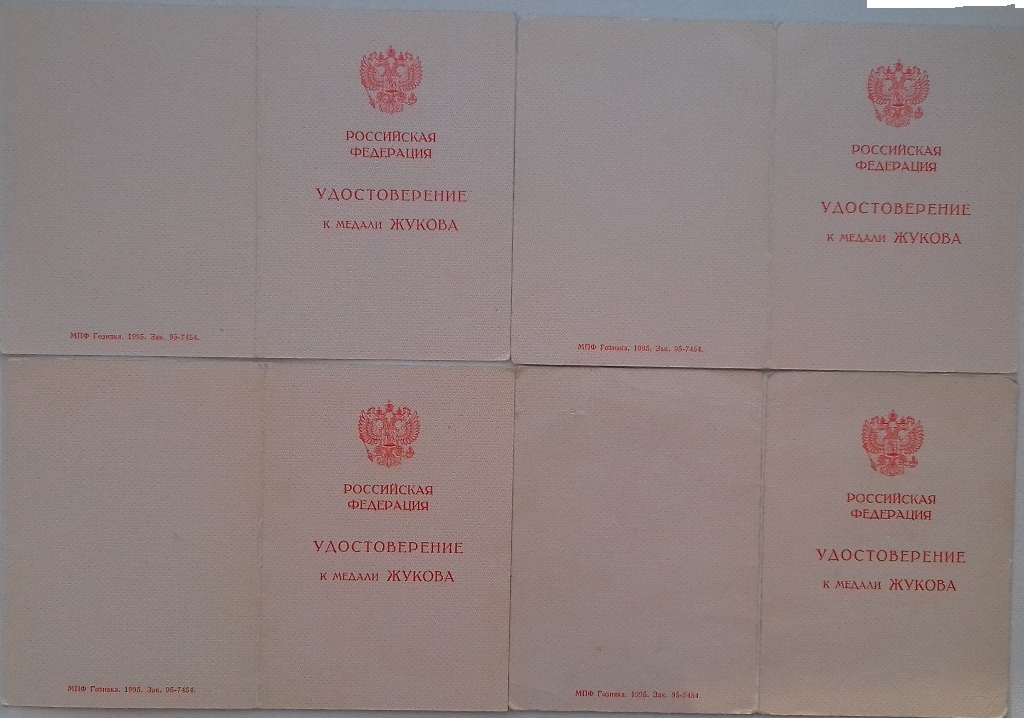 РОССИЙСКАЯ
ФЕДЕРАЦИЯ
УДОСТОВЕРЕНИЕ
К МЕДАЛИ ЖУКОВА
МПФ Гознака. 1995. Зак. 95-7454.
РОССИЙСКАЯ
ФЕДЕРАЦИЯ
УДОСТОВЕРЕНИЕ
К МЕДАЛИ ЖУКОВА
МПФ Гознака. 1995. Зак. 95-7454.
РОССИЙСКАЯ
ФЕДЕРАЦИЯ
УДОСТОВЕРЕНИЕ
К МЕДАЛИ ЖУКОВА
МПФ Гознака. 1995. Зак. 95-7454.
РОССИЙСКАЯ
ФЕДЕРАЦИЯ
УДОСТОВЕРЕНИЕ
К МЕДАЛИ ЖУКОВА
МПФ Гознака. 1995. Зак. 95-7454.